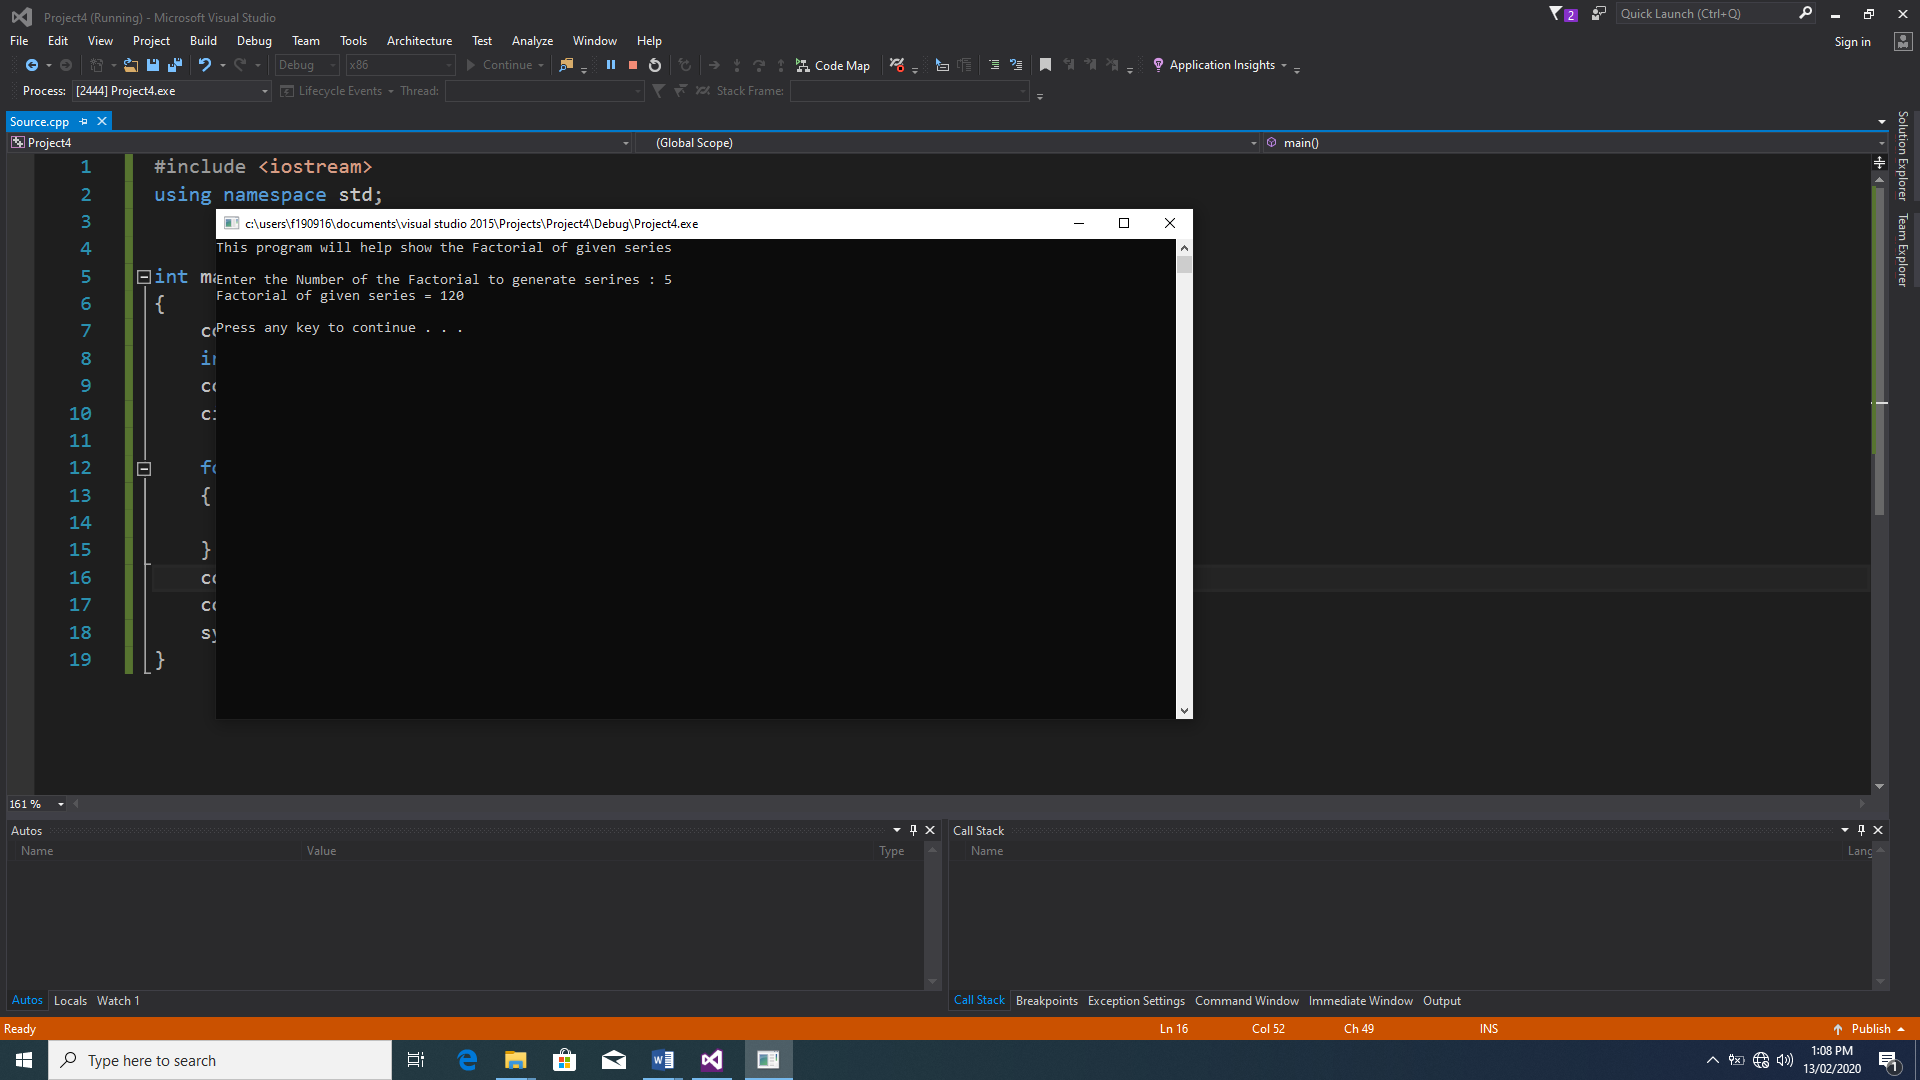 Project4 (Running) - Microsoft Visual Studio
2
Quick Launch (Ctrl+Q)
File Edit View Project Build Debug Team Tools Architecture Test Analyze Window Help
Sign in
Debug x86 Continue Code Map Application Insights
Process: [2444] Project4.exe Lifecycle Events Thread: Stack Frame:
Source.cpp
Project4 (Global Scope) main()
Solution Explorer
Team Explorer
1 #include <iostream>
2 using namespace std;
3
4
5 int ma
6 {
7 co
8 in
9 co
10 ci
11
12 fo
13 {
14
15 }
16 co
17 co
18 sy
19 }
c:\users\f190916\documents\visual studio 2015\Projects\Project4\Debug\Project4.exe
This program will help show the Factorial of given series
Enter the Number of the Factorial to generate serires : 5
Factorial of given series = 120
Press any key to continue . . .
161 %
Autos
Name Value Type
Autos Locals Watch 1
Call Stack
Name Lang
Call Stack Breakpoints Exception Settings Command Window Immediate Window Output
Ready Ln 16 Col 52 Ch 49 INS Publish
Type here to search
1:08 PM
13/02/2020
1